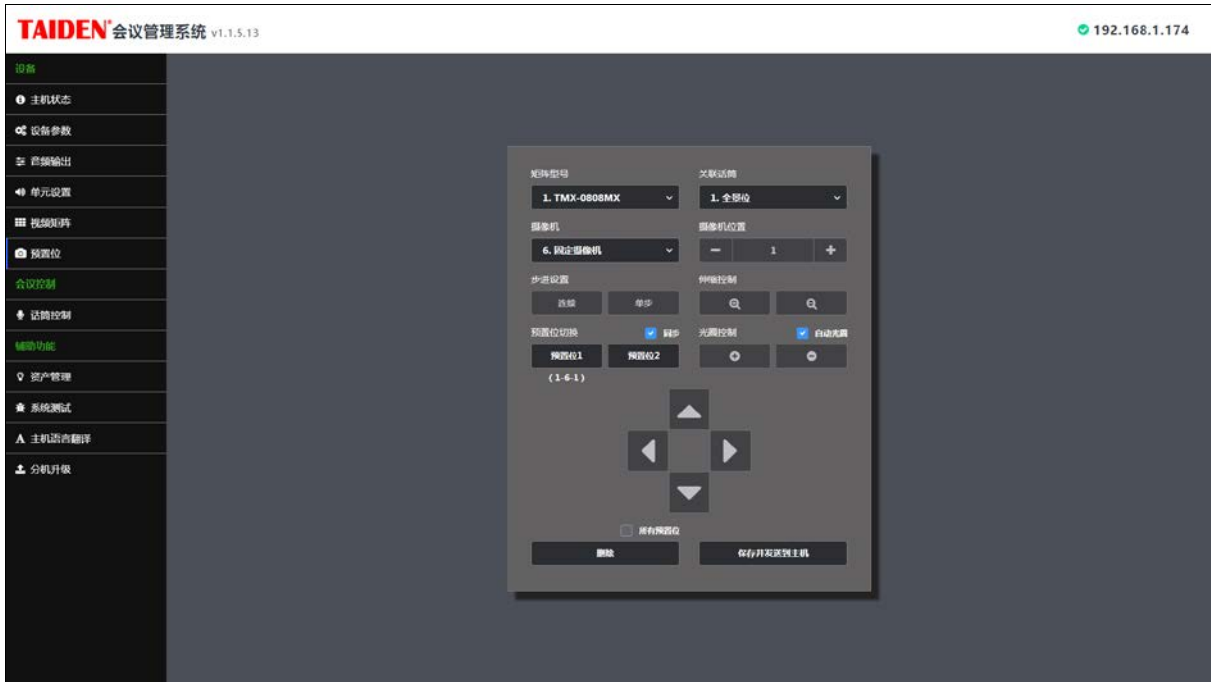 TAIDEN® 会议管理系统 v1.1.5.13
192.168.1.174
设备
主机状态
设备参数
音频输出
单元设置
视频矩阵
预置位
会议控制
话筒控制
辅助功能
资产管理
系统测试
A 主机语言翻译
分机升级
矩阵型号 关联话筒
1. TMX-0808MX 1. 全景位
摄像机 摄像机位置
6. 固定摄像机 1
步进设置 伸缩控制
连续 单步
预置位切换 同步 光圈控制 自动光圈
预置位1 预置位2
(1-6-1)
所有预置位
删除 保存并发送到主机